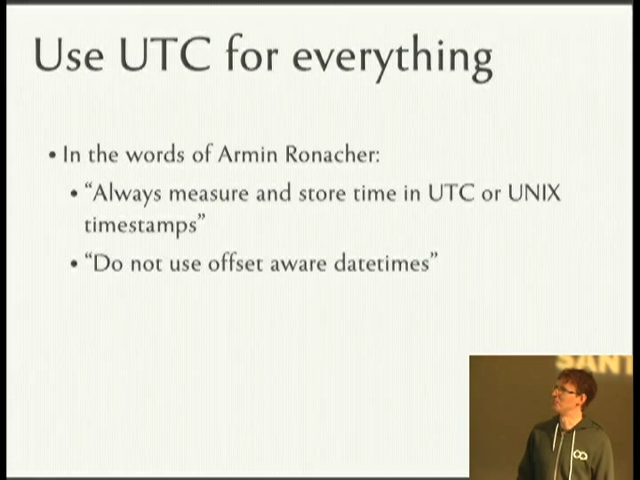 Use UTC for everything
• In the words of Armin Ronacher:
• “Always measure and store time in UTC or UNIX
timestamps”
• “Do not use offset aware datetimes”
SANT